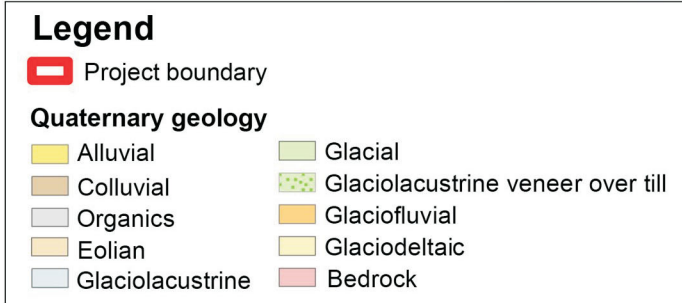 Legend
Project boundary
Quaternary geology
Alluvial
Colluvial
Organics
Eolian
Glaciolacustrine
Glacial
Glaciolacustrine veneer over till
Glaciofluvial
Glaciodeltaic
Bedrock